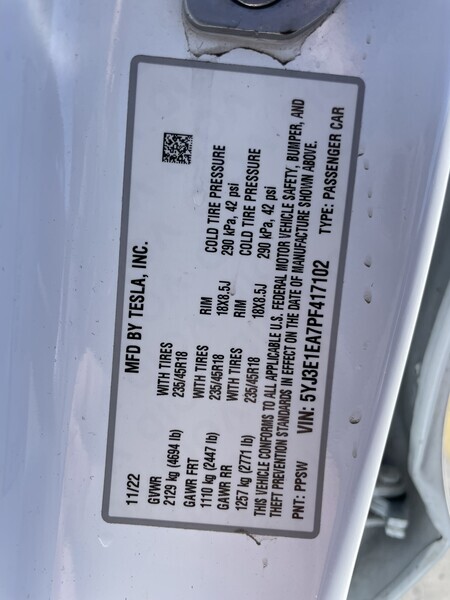 MFD BY TESLA, INC.
11/22
GVWR
2129 kg (4694 lb) WITH TIRES RIM COLD TIRE PRESSURE
GAWR FRT 235/45R18 18X8.5J 290 kPa, 42 psi
1110 kg (2447 lb) WITH TIRES RIM COLD TIRE PRESSURE
GAWR RR 235/45R18 18X8.5J 290 kPa, 42 psi
1257 kg (2771 lb)
THIS VEHICLE CONFORMS TO ALL APPLICABLE U.S. FEDERAL MOTOR VEHICLE SAFETY, BUMPER, AND
THEFT PREVENTION STANDARDS IN EFFECT ON THE DATE OF MANUFACTURE SHOWN ABOVE.
VIN: 5YJ3E1EA7PF417102
PNT: PPSW TYPE: PASSENGER CAR